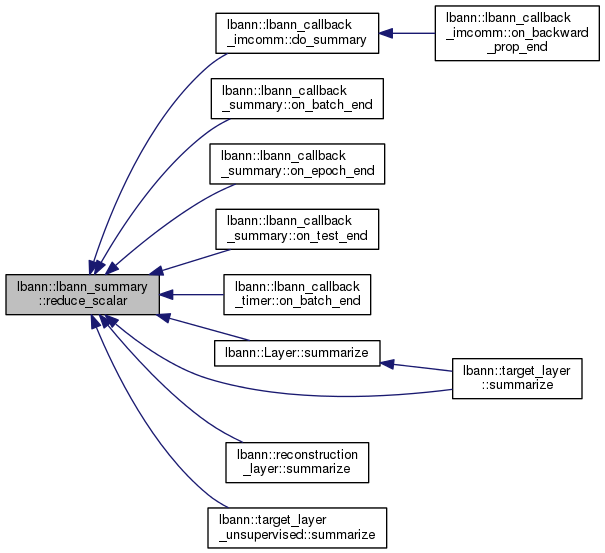 lbann::lbann_callback
_imcomm::do_summary
lbann::lbann_callback
_imcomm::on_backward
_prop_end
lbann::lbann_callback
_summary::on_batch_end
lbann::lbann_callback
_summary::on_epoch_end
lbann::lbann_callback
_summary::on_test_end
lbann::lbann_summary
::reduce_scalar
lbann::lbann_callback
_timer::on_batch_end
lbann::Layer::summarize
lbann::target_layer
::summarize
lbann::reconstruction
_layer::summarize
lbann::target_layer
_unsupervised::summarize